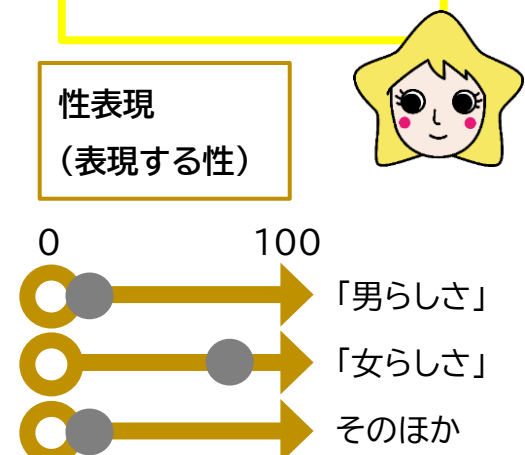 性表現
（表現する性）
0 100
「男らしさ」
「女らしさ」
そのほか